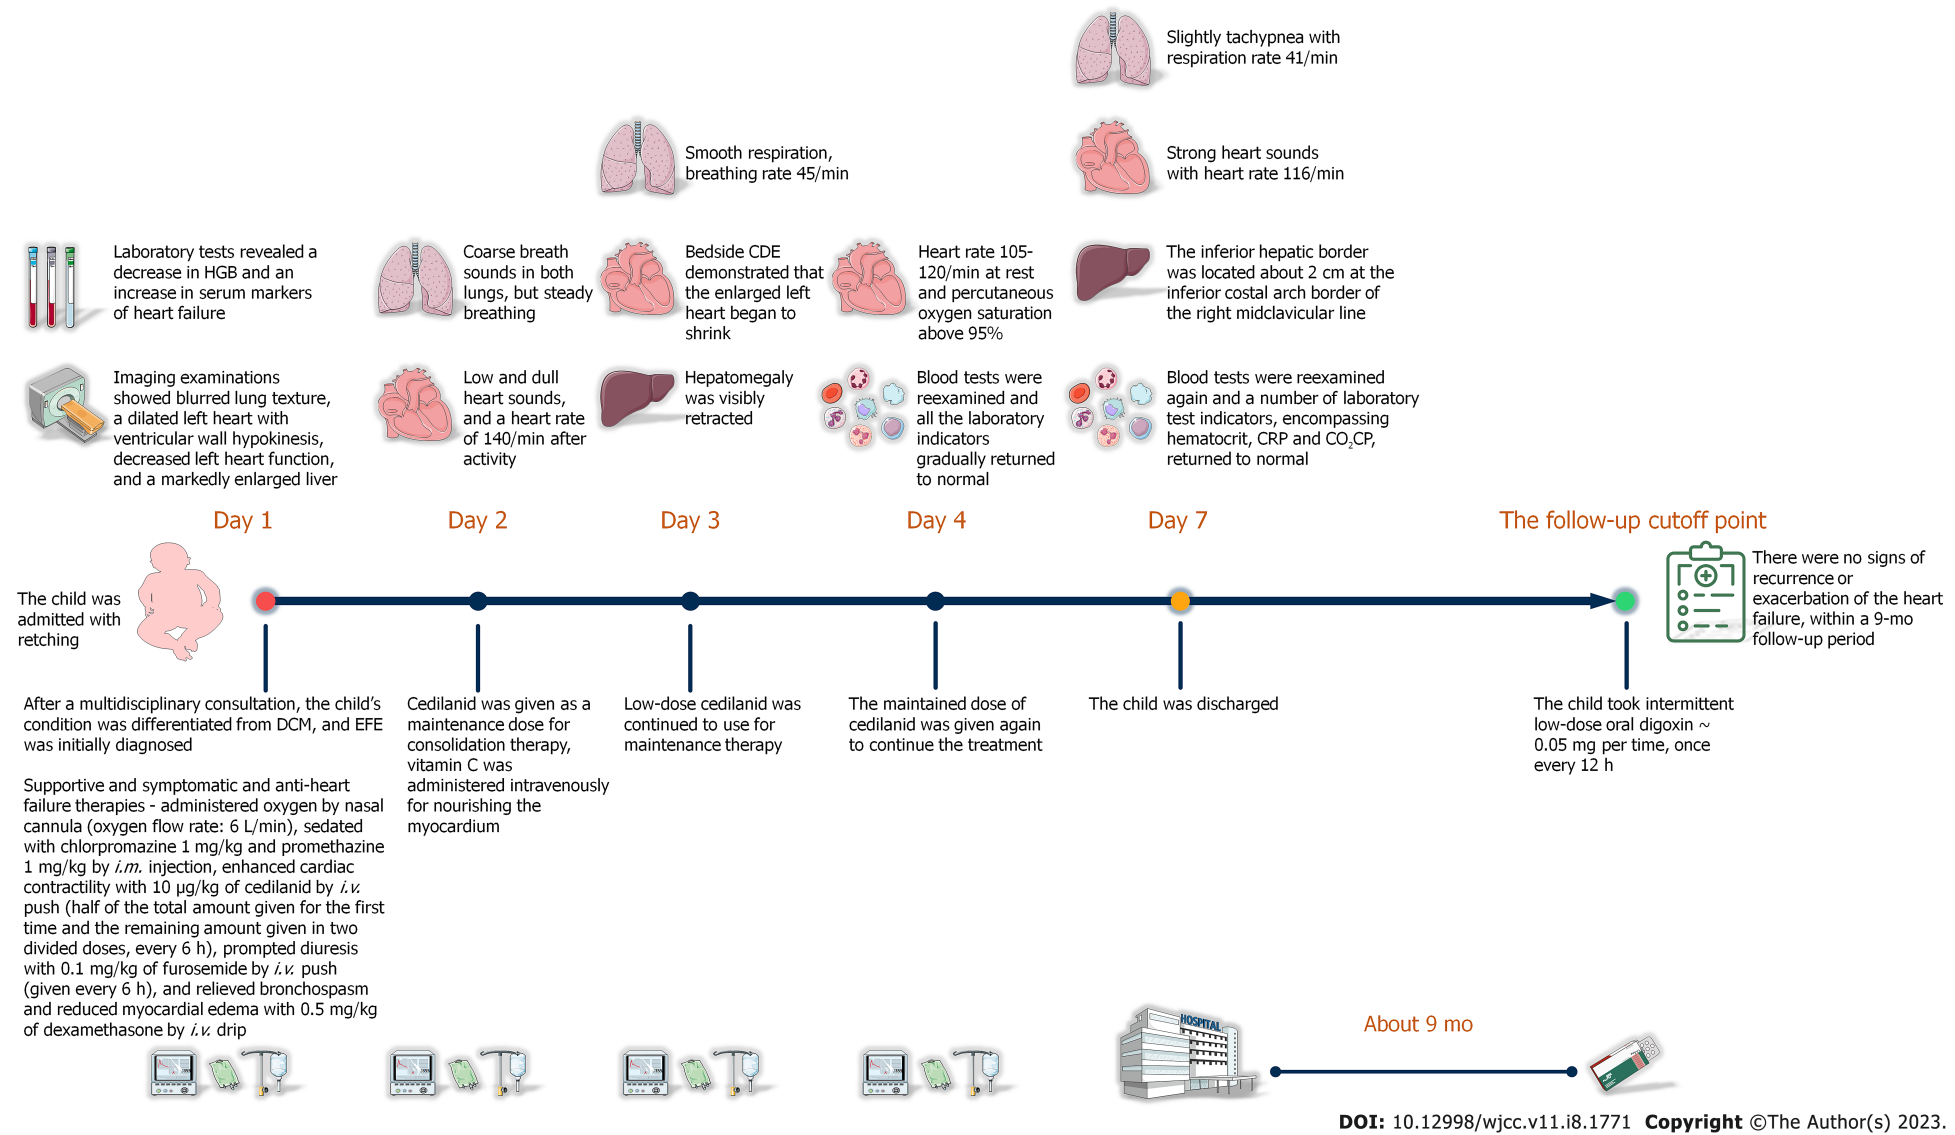 Slightly tachypnea with
respiration rate 41/min
Smooth respiration,
breathing rate 45/min
Strong heart sounds
with heart rate 116/min
Laboratory tests revealed a
decrease in HGB and an
increase in serum markers
of heart failure
Coarse breath
sounds in both
lungs, but steady
breathing
Bedside CDE
demonstrated that
the enlarged left
heart began to
shrink
Heart rate 105-
120/min at rest
and percutaneous
oxygen saturation
above 95%
The inferior hepatic border
was located about 2 cm at the
inferior costal arch border of
the right midclavicular line
Imaging examinations
showed blurred lung texture,
a dilated left heart with
ventricular wall hypokinesis,
decreased left heart function,
and a markedly enlarged liver
Low and dull
heart sounds,
and a heart rate
of 140/min after
activity
Hepatomegaly
was visibly
retracted
Blood tests were
reexamined and
all the laboratory
indicators
gradually returned
to normal
Blood tests were reexamined
again and a number of laboratory
test indicators, encompassing
hematocrit, CRP and CO₂CP,
returned to normal
Day 1
Day 2
Day 3
Day 4
Day 7
The follow-up cutoff point
The child was
admitted with
retching
There were no signs of
recurrence or
exacerbation of the heart
failure, within a 9-mo
follow-up period
After a multidisciplinary consultation, the child's
condition was differentiated from DCM, and EFE
was initially diagnosed
Supportive and symptomatic and anti-heart
failure therapies - administered oxygen by nasal
cannula (oxygen flow rate: 6 L/min), sedated
with chlorpromazine 1 mg/kg and promethazine
1 mg/kg by i.m. injection, enhanced cardiac
contractility with 10 µg/kg of cedilanid by i.v.
push (half of the total amount given for the first
time and the remaining amount given in two
divided doses, every 6 h), prompted diuresis
with 0.1 mg/kg of furosemide by i.v. push
(given every 6 h), and relieved bronchospasm
and reduced myocardial edema with 0.5 mg/kg
of dexamethasone by i.v. drip
Cedilanid was given as a
maintenance dose for
consolidation therapy,
vitamin C was
administered intravenously
for nourishing the
myocardium
Low-dose cedilanid was
continued to use for
maintenance therapy
The maintained dose of
cedilanid was given again
to continue the treatment
The child was discharged
The child took intermittent
low-dose oral digoxin ~
0.05 mg per time, once
every 12 h
HOSPITAL
About 9 mo
DOI: 10.12998/wjcc.v11.i8.1771 Copyright ©The Author(s) 2023.